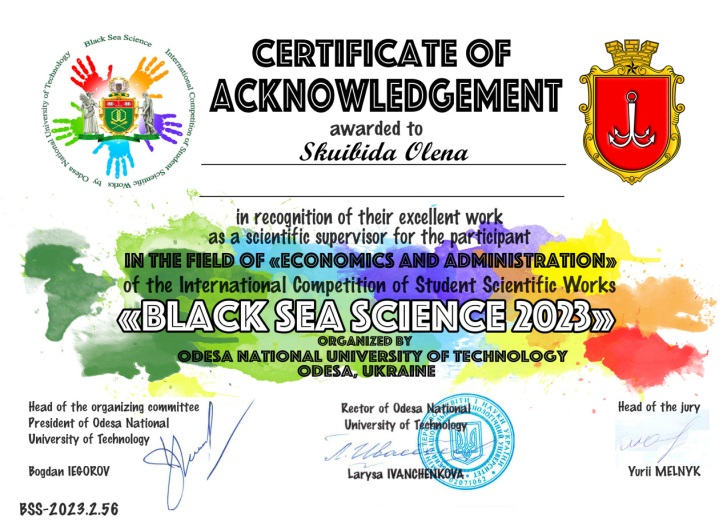 Black Sea Science
International Competition of Student Scientific Works by Odesa National University of Technology
CERTIFICATE OF
ACKNOWLEDGEMENT
awarded to
Skuibida Olena
in recognition of their excellent work
as a scientific supervisor for the participant
IN THE FIELD OF «ECONOMICS AND ADMINISTRATION»
of the International Competition of Student Scientific Works
«BLACK SEA SCIENCE 2023»
ORGANIZED BY
ODESA NATIONAL UNIVERSITY OF TECHNOLOGY
ODESA, UKRAINE
Head of the organizing committee
President of Odesa National
University of Technology
Bogdan IEGOROV
Rector of Odesa National
University of Technology
Larysa IVANCHENKOVA
02071062
Head of the jury
Yurii MELNYK
BSS-2023.2.56